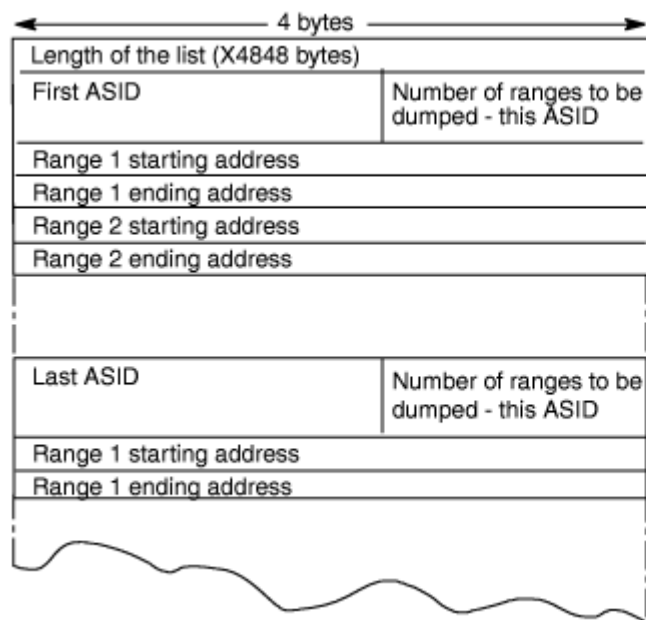 4 bytes
Length of the list (X4848 bytes)
First ASID
Number of ranges to be
dumped - this ASID
Range 1 starting address
Range 1 ending address
Range 2 starting address
Range 2 ending address
Last ASID
Number of ranges to be
dumped - this ASID
Range 1 starting address
Range 1 ending address